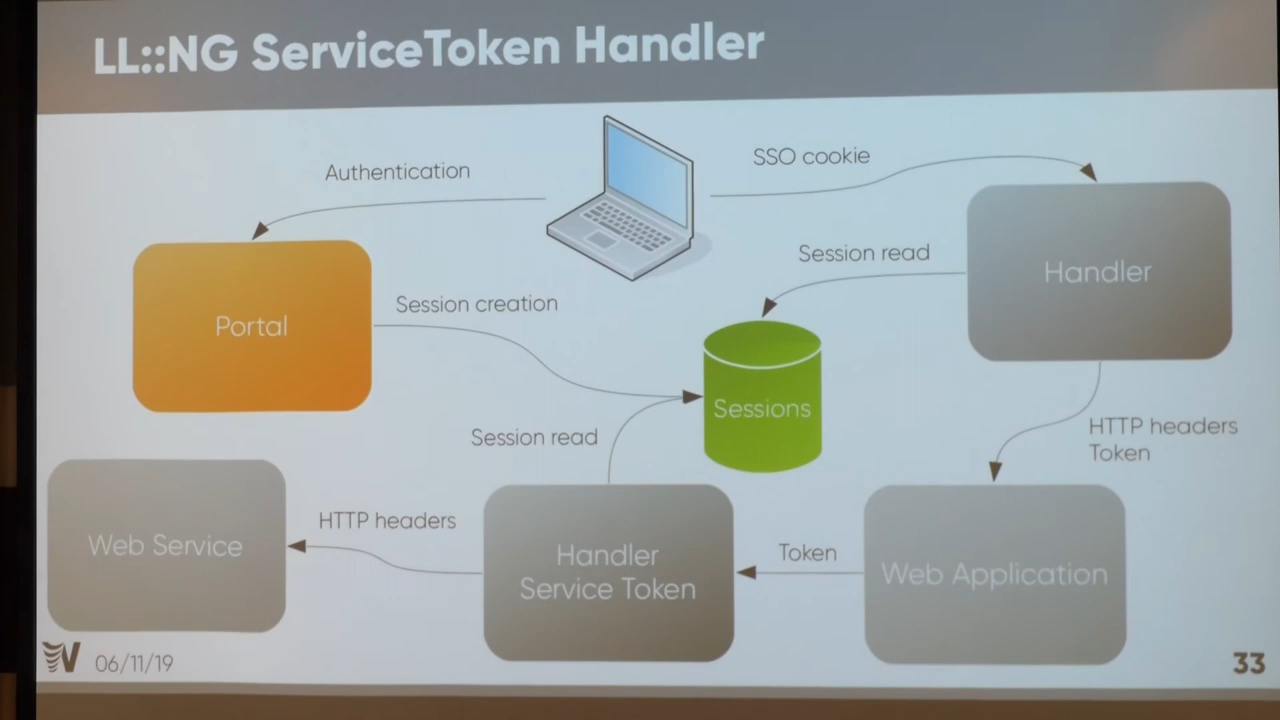 LL::NG ServiceToken Handler
Authentication
SSO cookie
Session read
Handler
Portal
Session creation
Sessions
Session read
HTTP headers
Token
Web Service
HTTP headers
Handler
Service Token
Token
Web Application
06/11/19
33